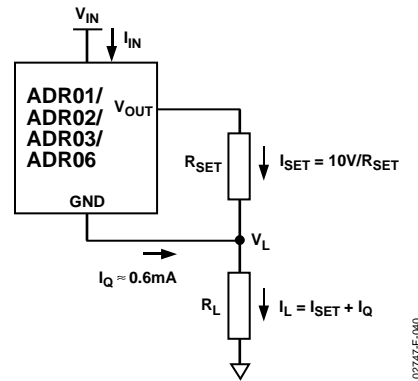 V_IN
I_IN
ADR01/
ADR02/
ADR03/
ADR06
V_OUT
GND
R_SET
I_SET = 10V/R_SET
V_L
I_Q ≈ 0.6mA
R_L
I_L = I_SET + I_Q
02747-F-040